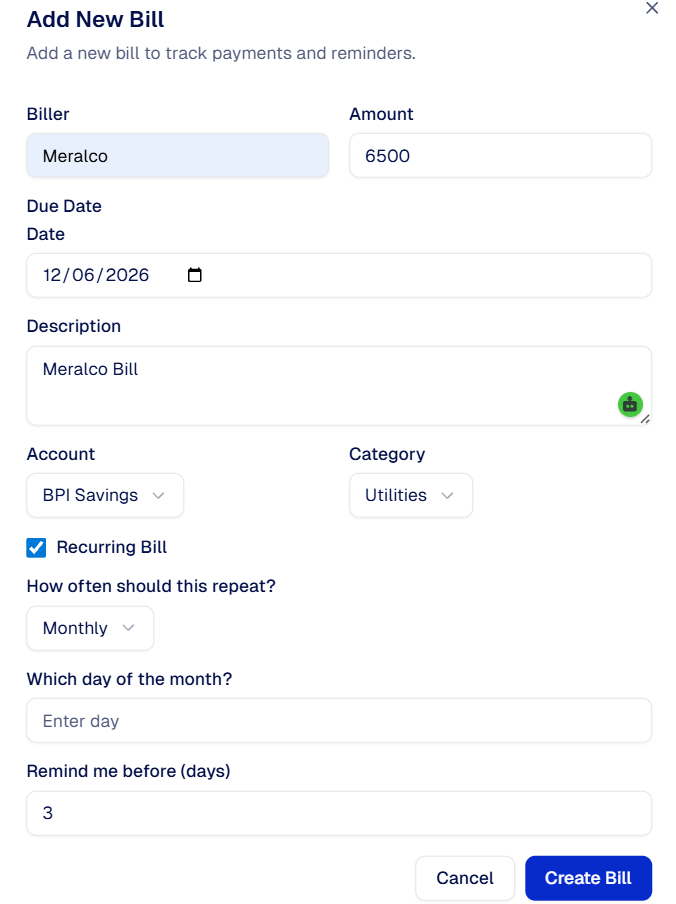 Add New Bill
Add a new bill to track payments and reminders.
Biller
Amount
Meralco
6500
Due Date
Date
12/06/2026
Description
Meralco Bill
Account
Category
BPI Savings
Utilities
Recurring Bill
How often should this repeat?
Monthly
Which day of the month?
Enter day
Remind me before (days)
3
Cancel
Create Bill